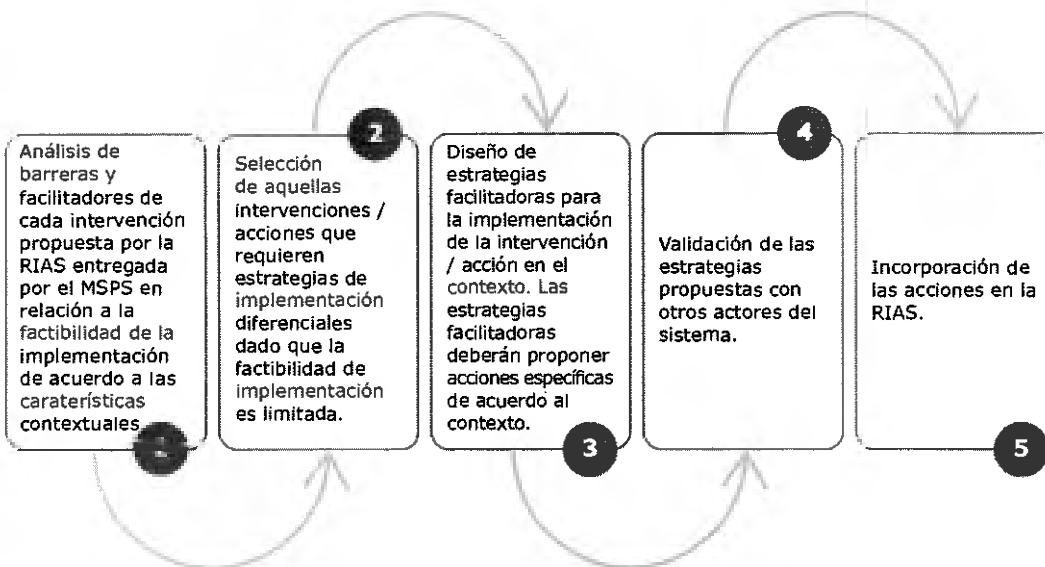 Análisis de
barreras y
facilitadores de
cada intervención
propuesta por la
RIAS entregada
por el MSPS en
relación a la
factibilidad de la
implementación
de acuerdo a las
caraterísticas
contextuales
2
Selección
de aquellas
intervenciones /
acciones que
requieren
estrategias de
implementación
diferenciales
dado que la
factibilidad de
implementación
es limitada.
Diseño de
estrategias
facilitadoras para
la implementación
de la intervención
/ acción en el
contexto. Las
estrategias
facilitadoras
deberán proponer
acciones específicas
de acuerdo al
contexto.
3
4
Validación de las
estrategias
propuestas con
otros actores del
sistema.
Incorporación de
las acciones en la
RIAS.
5